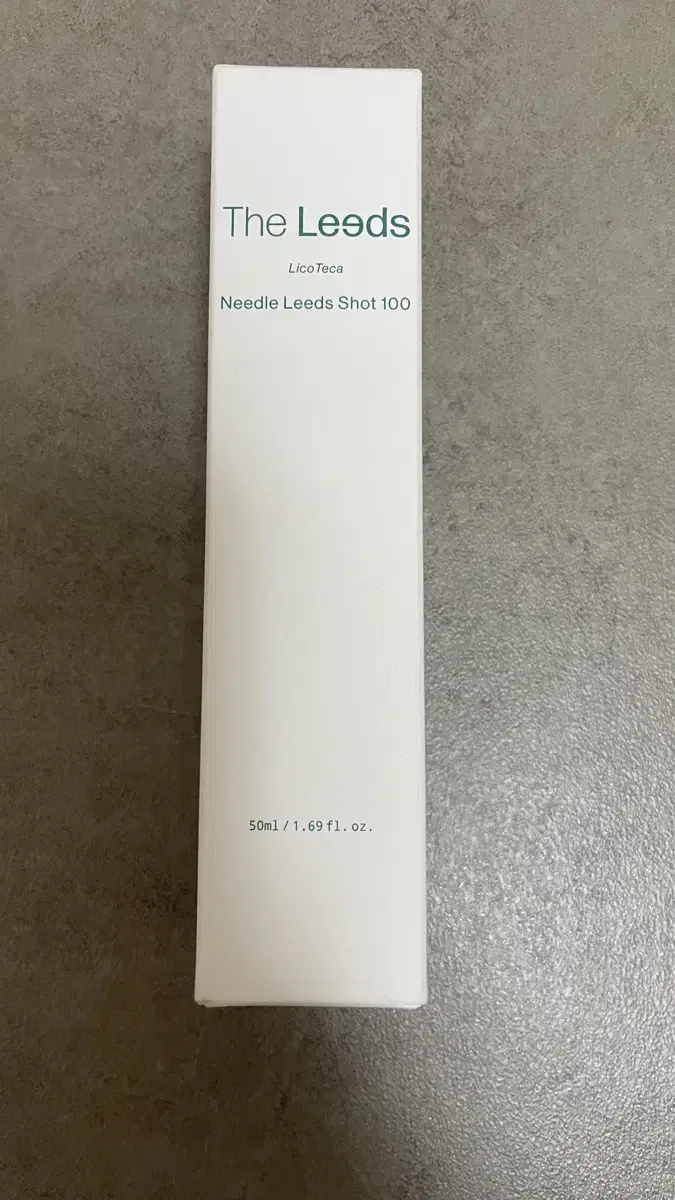 The Leeds
LicoTeca
Needle Leeds Shot 100
50ml / 1.69 fl. oz.